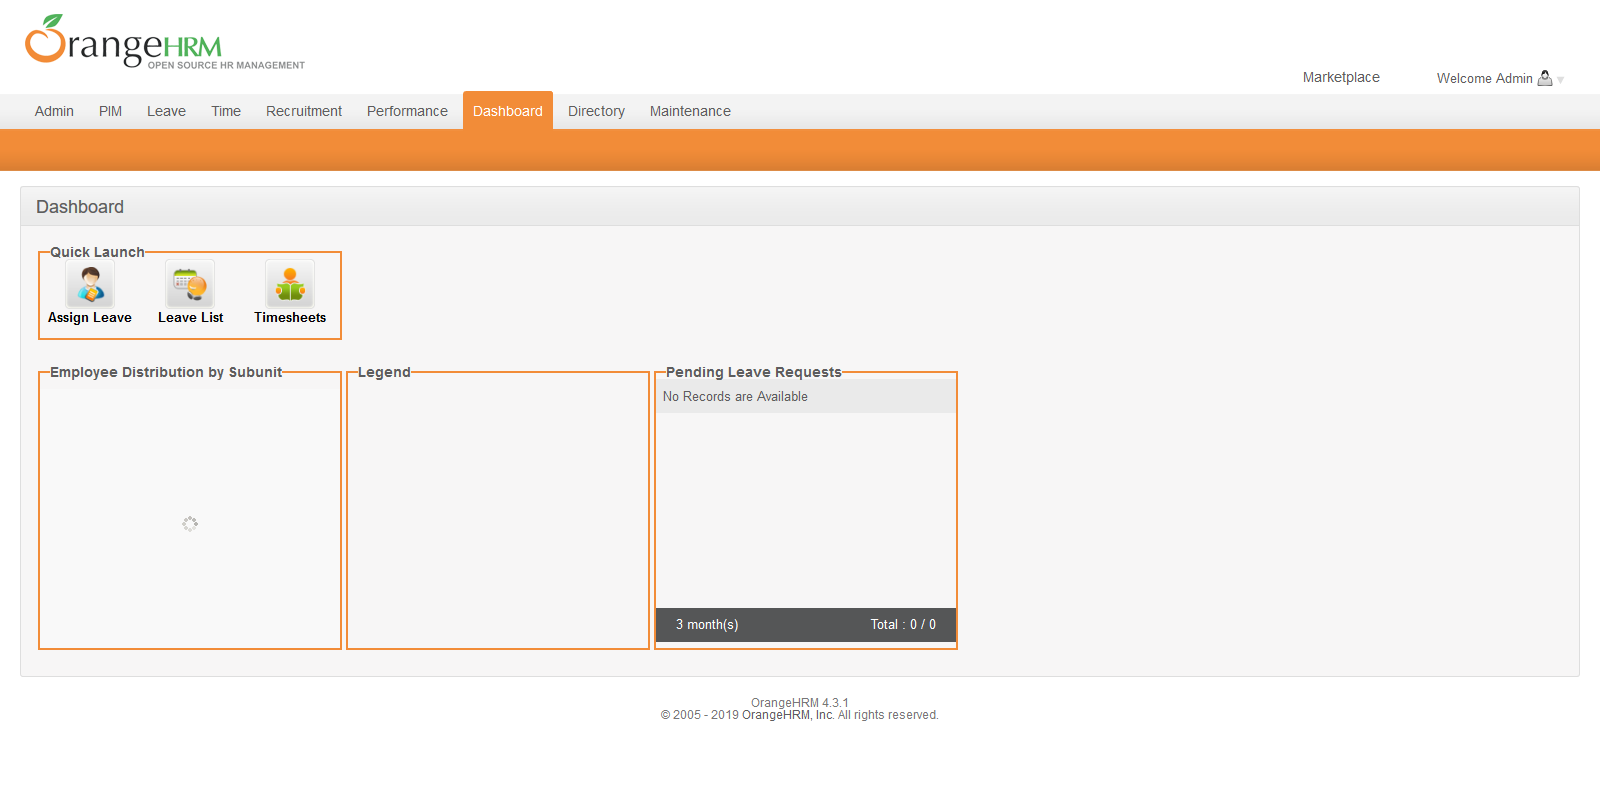 OrangeHRM
OPEN SOURCE HR MANAGEMENT
Marketplace
Welcome Admin
Admin PIM Leave Time Recruitment Performance Dashboard Directory Maintenance
Dashboard
Quick Launch
Assign Leave Leave List Timesheets
Employee Distribution by Subunit
Legend
Pending Leave Requests
No Records are Available
3 month(s) Total : 0 / 0
OrangeHRM 4.3.1
© 2005 - 2019 OrangeHRM, Inc. All rights reserved.